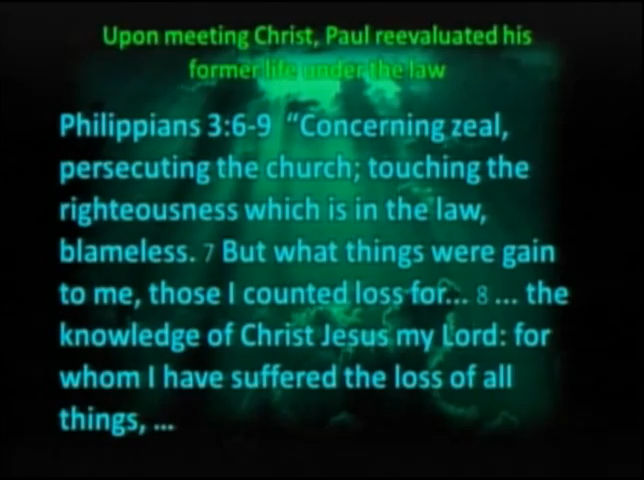 Upon meeting Christ, Paul reevaluated his
former life under the law
Philippians 3:6-9 “Concerning zeal,
persecuting the church; touching the
righteousness which is in the law,
blameless. 7 But what things were gain
to me, those I counted loss for... 8 ... the
knowledge of Christ Jesus my Lord: for
whom I have suffered the loss of all
things, ...